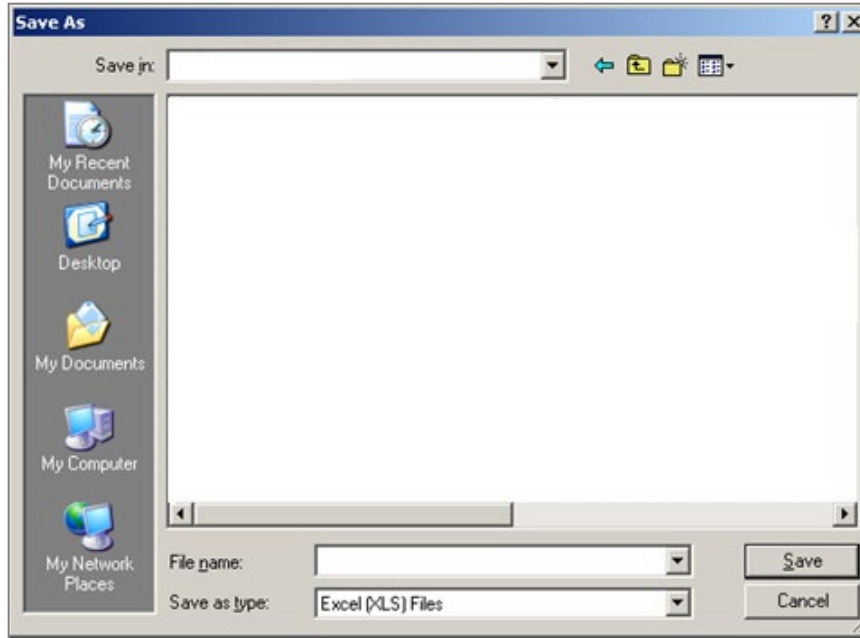 Save As
Save in:
My Recent
Documents
Desktop
My Documents
My Computer
My Network
Places
File name:
Save
Save as type:
Excel (XLS) Files
Cancel